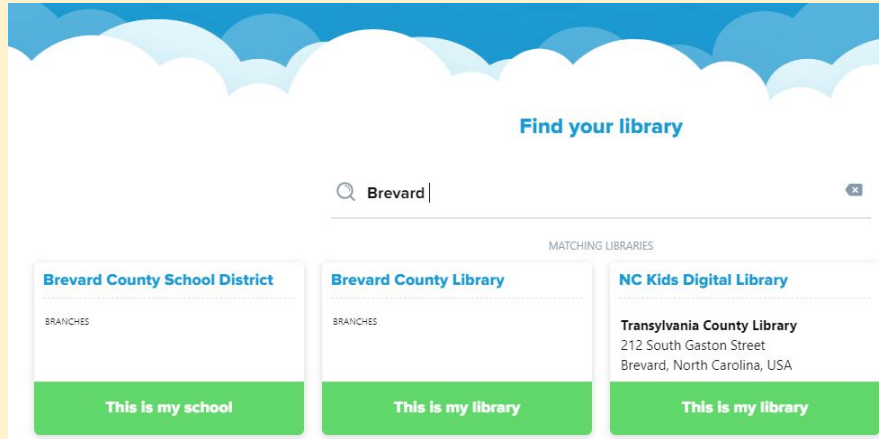 Find your library
Brevard
MATCHING LIBRARIES
Brevard County School District
BRANCHES
This is my school
Brevard County Library
BRANCHES
This is my library
NC Kids Digital Library
Transylvania County Library
212 South Gaston Street
Brevard, North Carolina, USA
This is my library